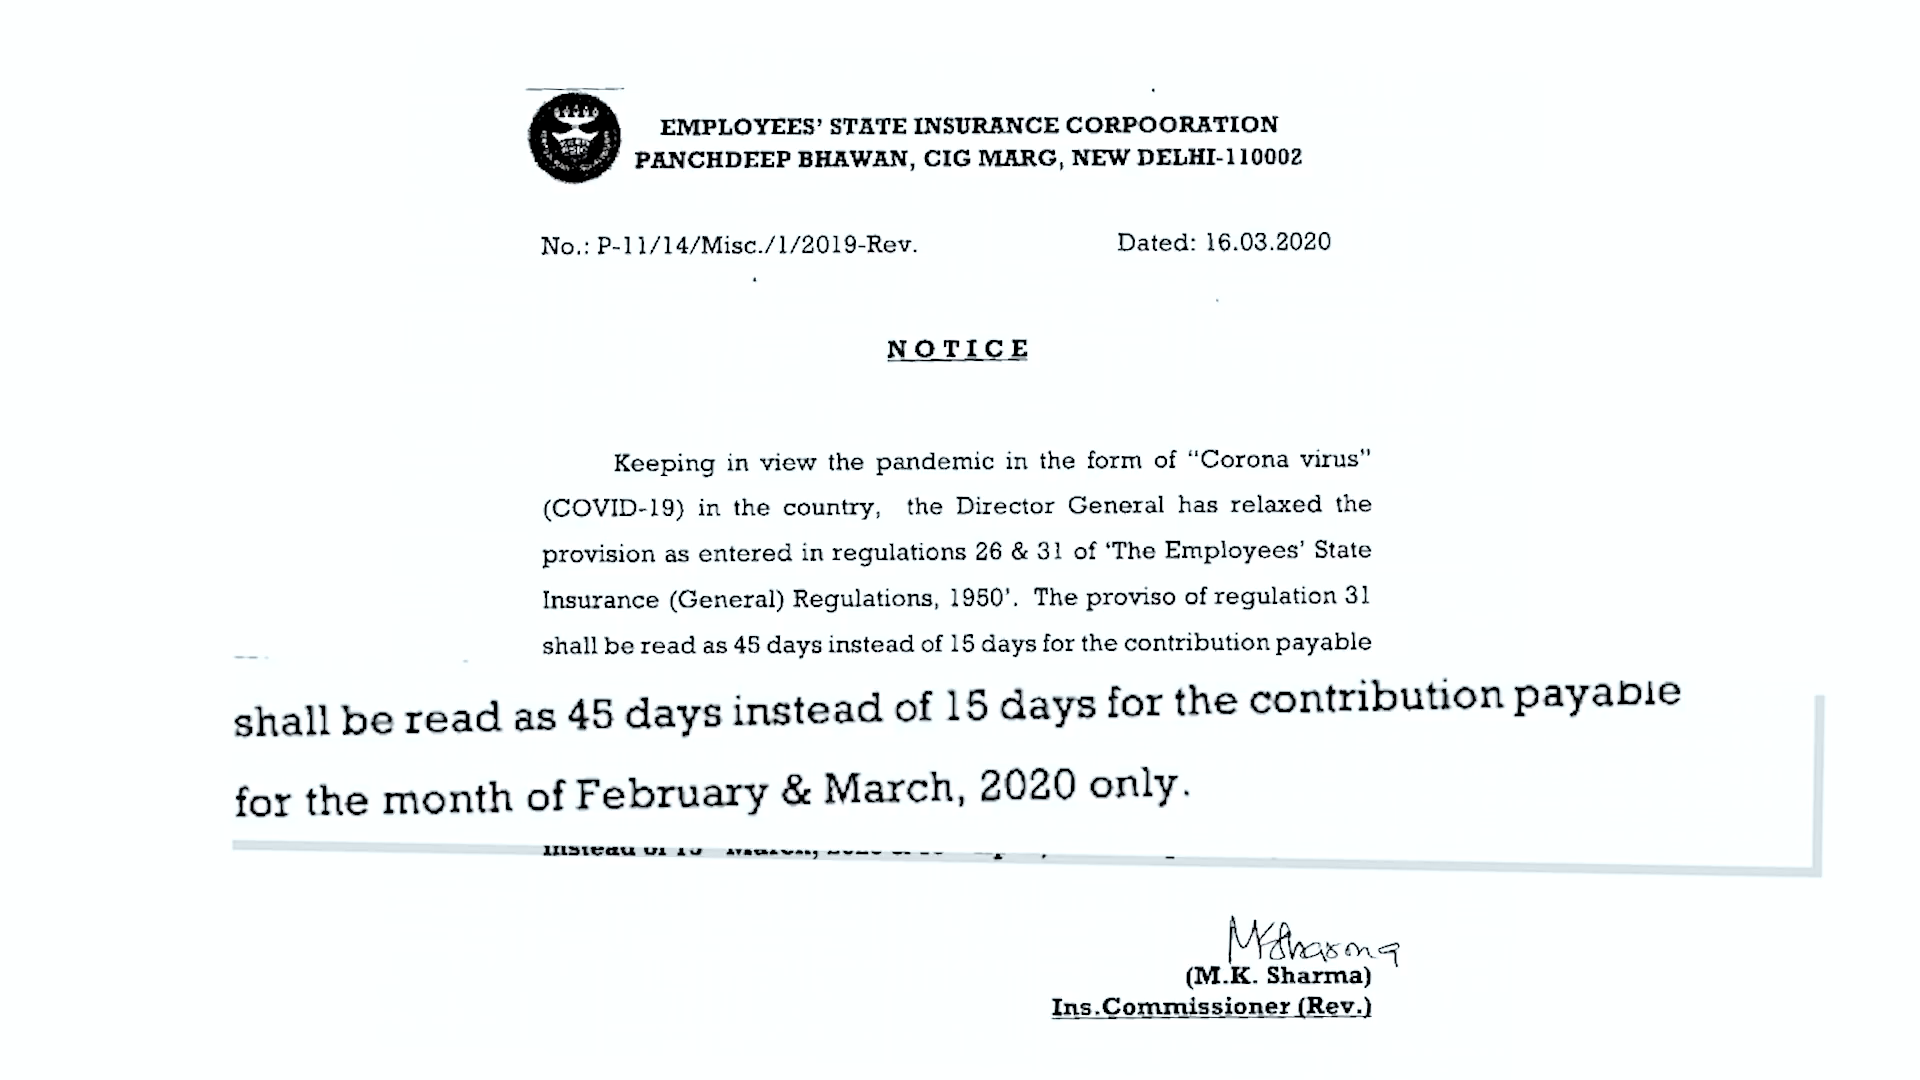 EMPLOYEES' STATE INSURANCE CORPOORATION
PANCHDEEP BHAWAN, CIG MARG, NEW DELHI-110002
No.: P-11/14/Misc./1/2019-Rev.
Dated: 16.03.2020
NOTICE
Keeping in view the pandemic in the form of "Corona virus"
(COVID-19) in the country, the Director General has relaxed the
provision as entered in regulations 26 & 31 of 'The Employees' State
Insurance (General) Regulations, 1950'. The proviso of regulation 31
shall be read as 45 days instead of 15 days for the contribution payable
shall be read as 45 days instead of 15 days for the contribution payable
for the month of February & March, 2020 only.
MKSharma
(M.K. Sharma)
Ins.Commissioner (Rev.)